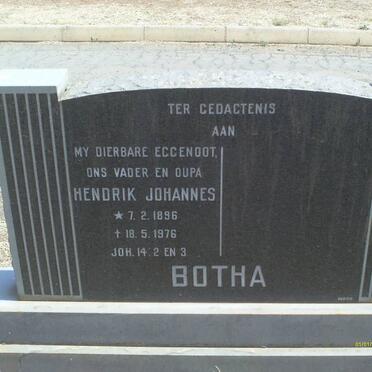 TER GEDACTENIS
AAN
MY DIERBARE EGGENOOT,
ONS VADER EN OUPA
HENDRIK JOHANNES
★ 7.2.1896
✝ 18.5.1976
JOH. 14:2 EN 3
BOTHA